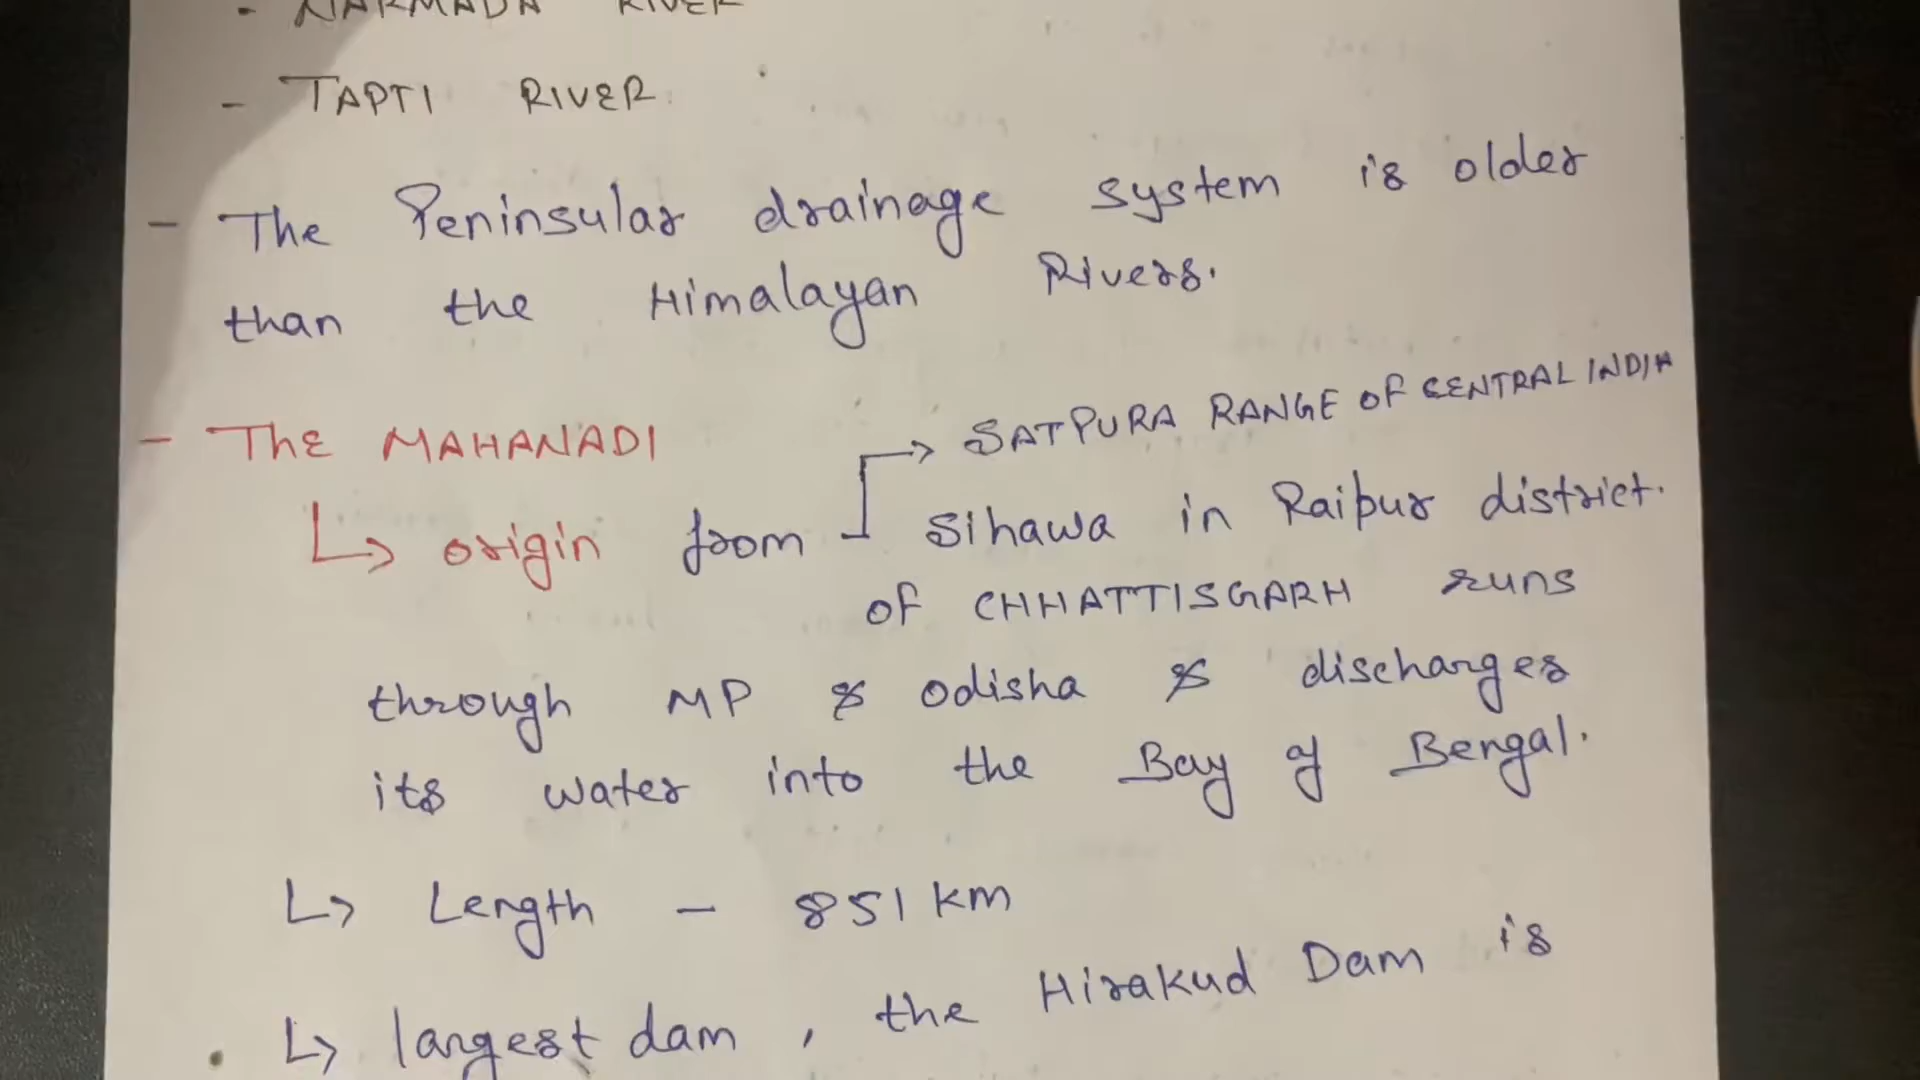 - NARMADA RIVER
- TAPTI RIVER
- The Peninsular drainage system is older
than the Himalayan Rivers.
- THE MAHANADI
→ SATPURA RANGE OF CENTRAL INDIA
↳ origin from Sihawa in Raipur district.
of CHHATTISGARH runs
through MP & odisha & discharges
its water into the Bay of Bengal.
↳ Length - 851 km
↳ largest dam, the Hirakud Dam is